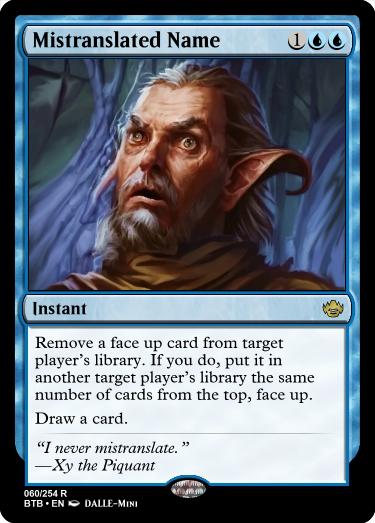 Mistranslated Name
1
Instant
Remove a face up card from target
player's library. If you do, put it in
another target player's library the same
number of cards from the top, face up.
Draw a card.
“I never mistranslate.”
—Xy the Piquant
060/254 R
BTB • EN DALLE-Mini